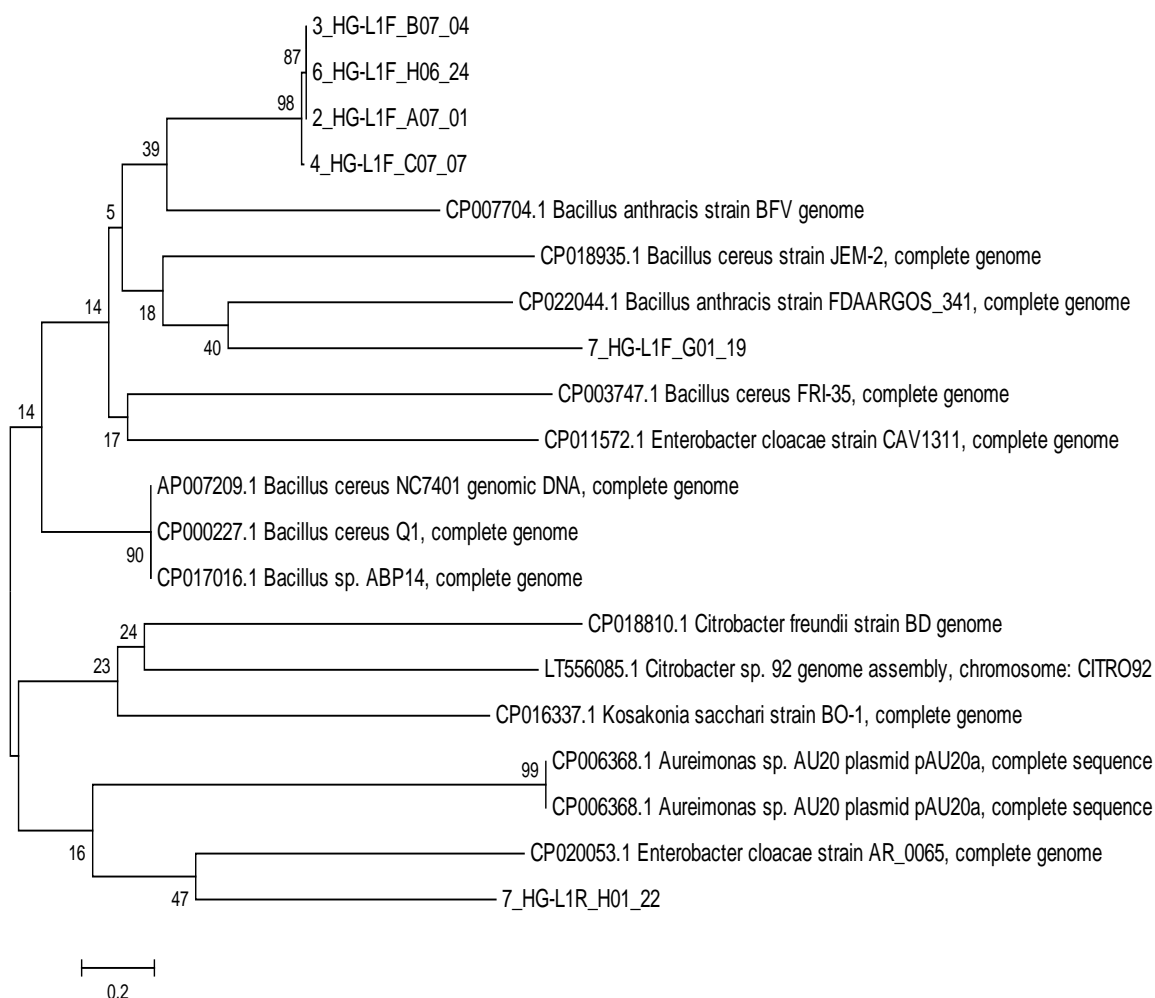 3_HG-L1F_B07_04
87
6_HG-L1F_H06_24
98
2_HG-L1F_A07_01
4_HG-L1F_C07_07
39
CP007704.1 Bacillus anthracis strain BFV genome
5
CP018935.1 Bacillus cereus strain JEM-2, complete genome
18
CP022044.1 Bacillus anthracis strain FDAARGOS_341, complete genome
14
40
7_HG-L1F_G01_19
CP003747.1 Bacillus cereus FRI-35, complete genome
14
17
CP011572.1 Enterobacter cloacae strain CAV1311, complete genome
AP007209.1 Bacillus cereus NC7401 genomic DNA, complete genome
CP000227.1 Bacillus cereus Q1, complete genome
90
CP017016.1 Bacillus sp. ABP14, complete genome
24
CP018810.1 Citrobacter freundii strain BD genome
23
LT556085.1 Citrobacter sp. 92 genome assembly, chromosome: CITRO92
CP016337.1 Kosakonia sacchari strain BO-1, complete genome
99
CP006368.1 Aureimonas sp. AU20 plasmid pAU20a, complete sequence
CP006368.1 Aureimonas sp. AU20 plasmid pAU20a, complete sequence
16
CP020053.1 Enterobacter cloacae strain AR_0065, complete genome
47
7_HG-L1R_H01_22
0.2